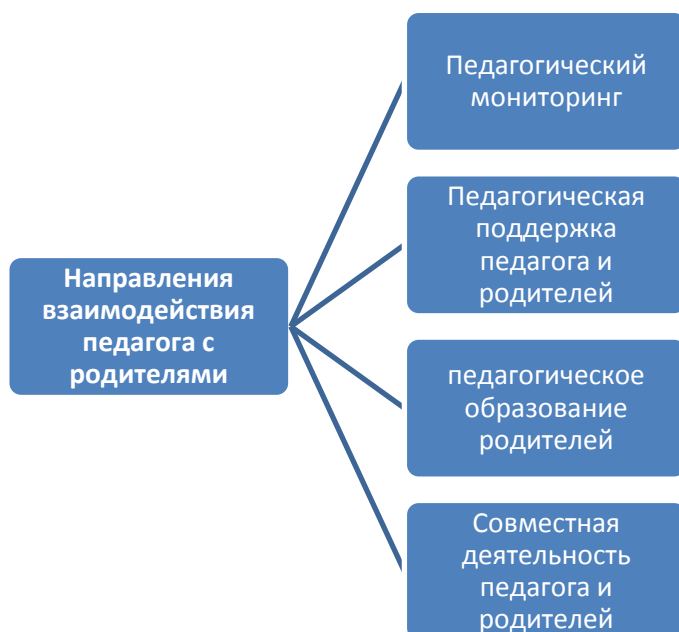 Направления
взаимодействия
педагога с
родителями
Педагогический
мониторинг
Педагогическая
поддержка
педагога и
родителей
педагогическое
образование
родителей
Совместная
деятельность
педагога и
родителей